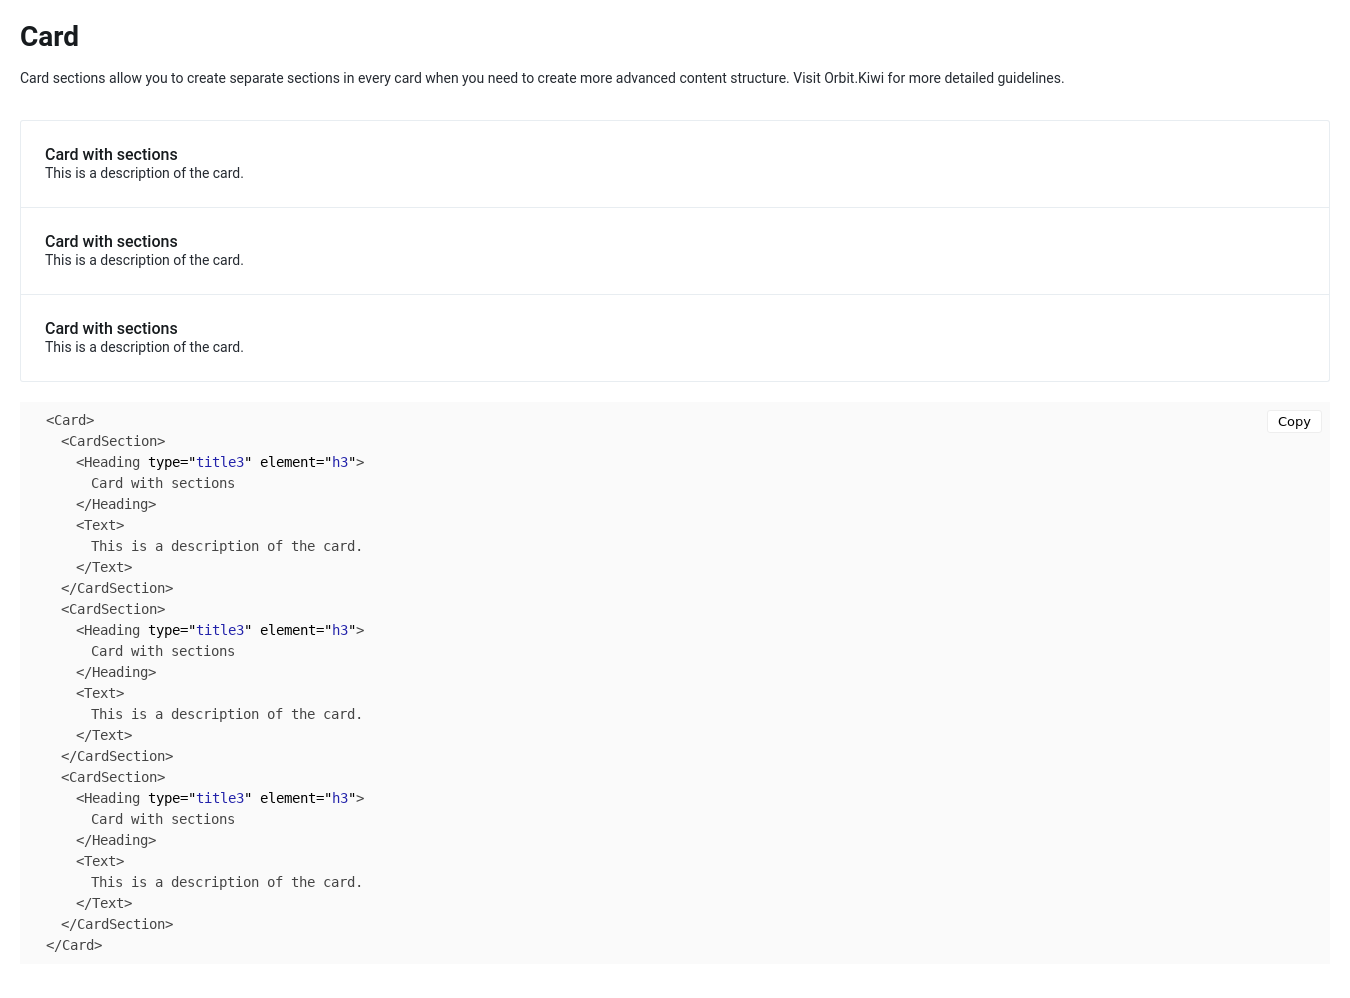 Card
Card sections allow you to create separate sections in every card when you need to create more advanced content structure. Visit Orbit.Kiwi for more detailed guidelines.
Card with sections
This is a description of the card.
Card with sections
This is a description of the card.
Card with sections
This is a description of the card.
Copy
<Card>
  <CardSection>
    <Heading type="title3" element="h3">
      Card with sections
    </Heading>
    <Text>
      This is a description of the card.
    </Text>
  </CardSection>
  <CardSection>
    <Heading type="title3" element="h3">
      Card with sections
    </Heading>
    <Text>
      This is a description of the card.
    </Text>
  </CardSection>
  <CardSection>
    <Heading type="title3" element="h3">
      Card with sections
    </Heading>
    <Text>
      This is a description of the card.
    </Text>
  </CardSection>
</Card>